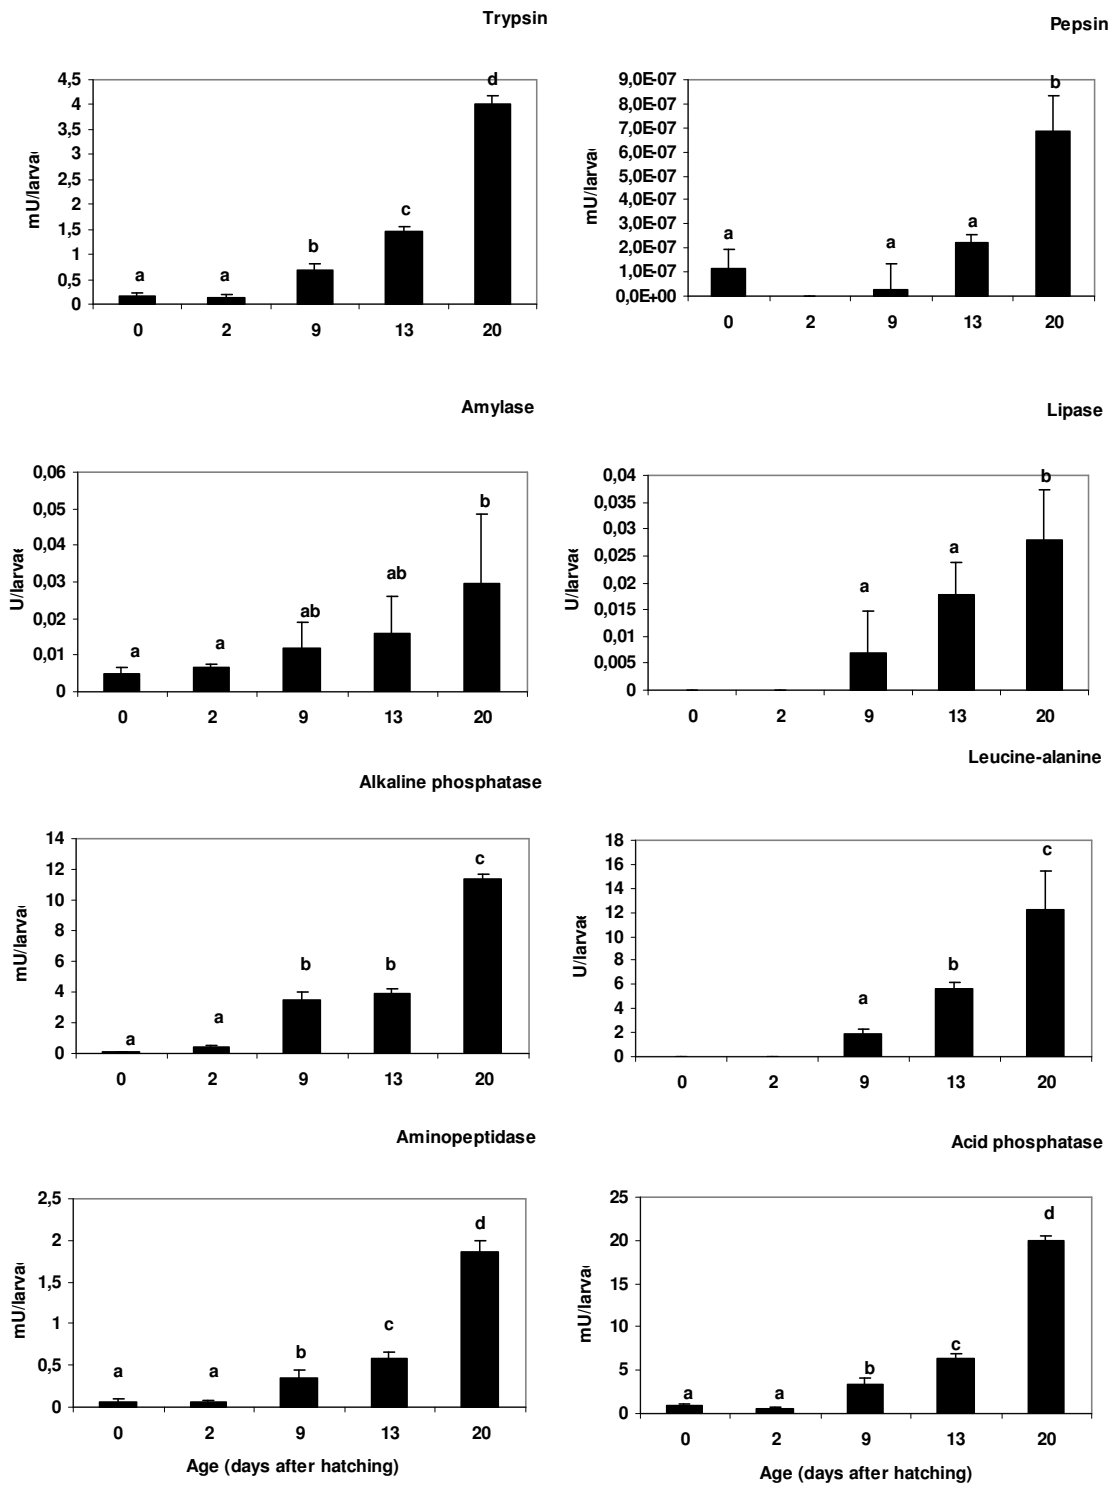 Trypsin
4,5
4
3,5
3
2,5
2
1,5
1
0,5
0
mU/larvae
a
a
b
c
d
0 2 9 13 20
Pepsin
9,0E-07
8,0E-07
7,0E-07
6,0E-07
5,0E-07
4,0E-07
3,0E-07
2,0E-07
1,0E-07
0,0E+00
mU/larvae
a
a
a
b
0 2 9 13 20
Amylase
0,06
0,05
0,04
0,03
0,02
0,01
0
U/larvae
a
a
ab
ab
b
0 2 9 13 20
Lipase
0,04
0,035
0,03
0,025
0,02
0,015
0,01
0,005
0
U/larvae
a
a
b
0 2 9 13 20
Alkaline phosphatase
14
12
10
8
6
4
2
0
mU/larvae
a
a
b
b
c
0 2 9 13 20
Leucine-alanine
18
16
14
12
10
8
6
4
2
0
U/larvae
a
b
c
0 2 9 13 20
Aminopeptidase
2,5
2
1,5
1
0,5
0
mU/larvae
a
a
b
c
d
0 2 9 13 20
Age (days after hatching)
Acid phosphatase
25
20
15
10
5
0
mU/larvae
a
a
b
c
d
0 2 9 13 20
Age (days after hatching)